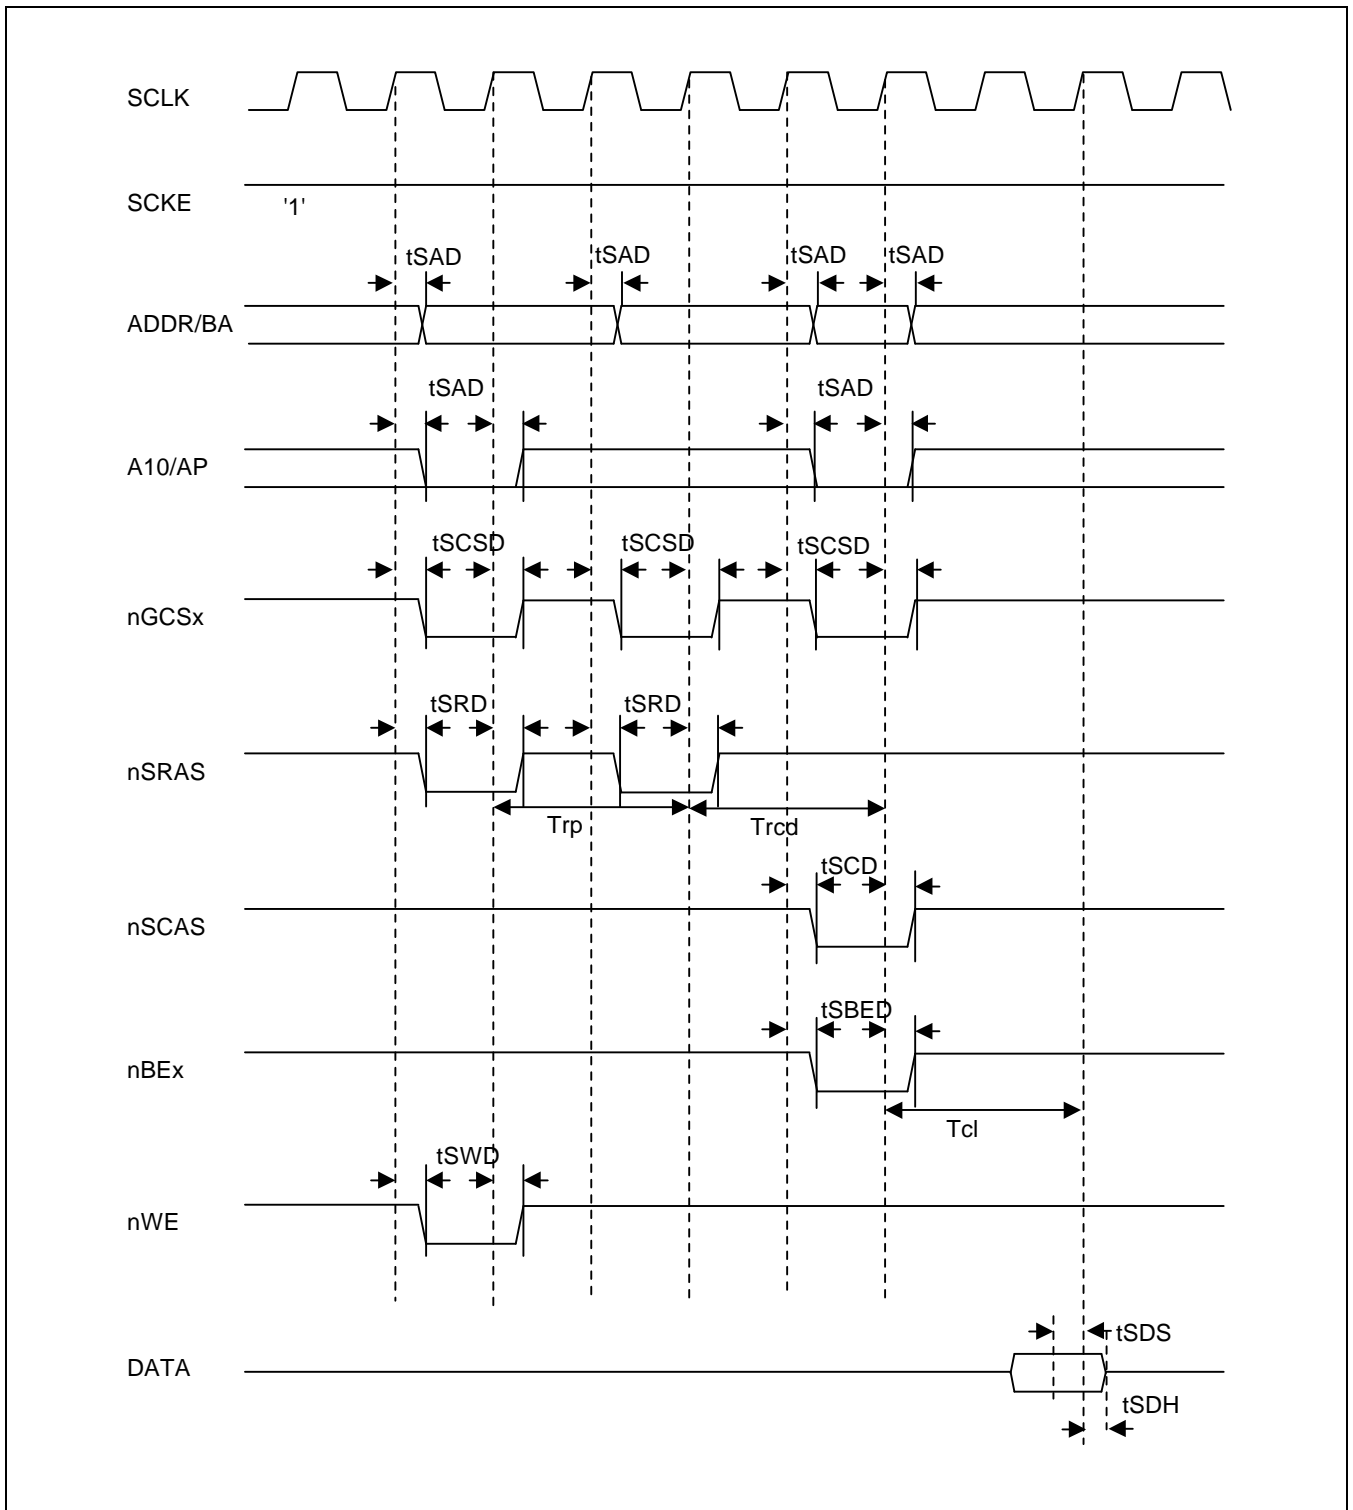 SCLK
SCKE
'1'
tSAD tSAD tSAD tSAD
ADDR/BA
tSAD tSAD
A10/AP
tSCSD tSCSD tSCSD
nGCSx
tSRD tSRD
nSRAS
Trp Trcd
tSCD
nSCAS
tSBED
nBEx
Tcl
tSWD
nWE
tSDS
DATA
tSDH